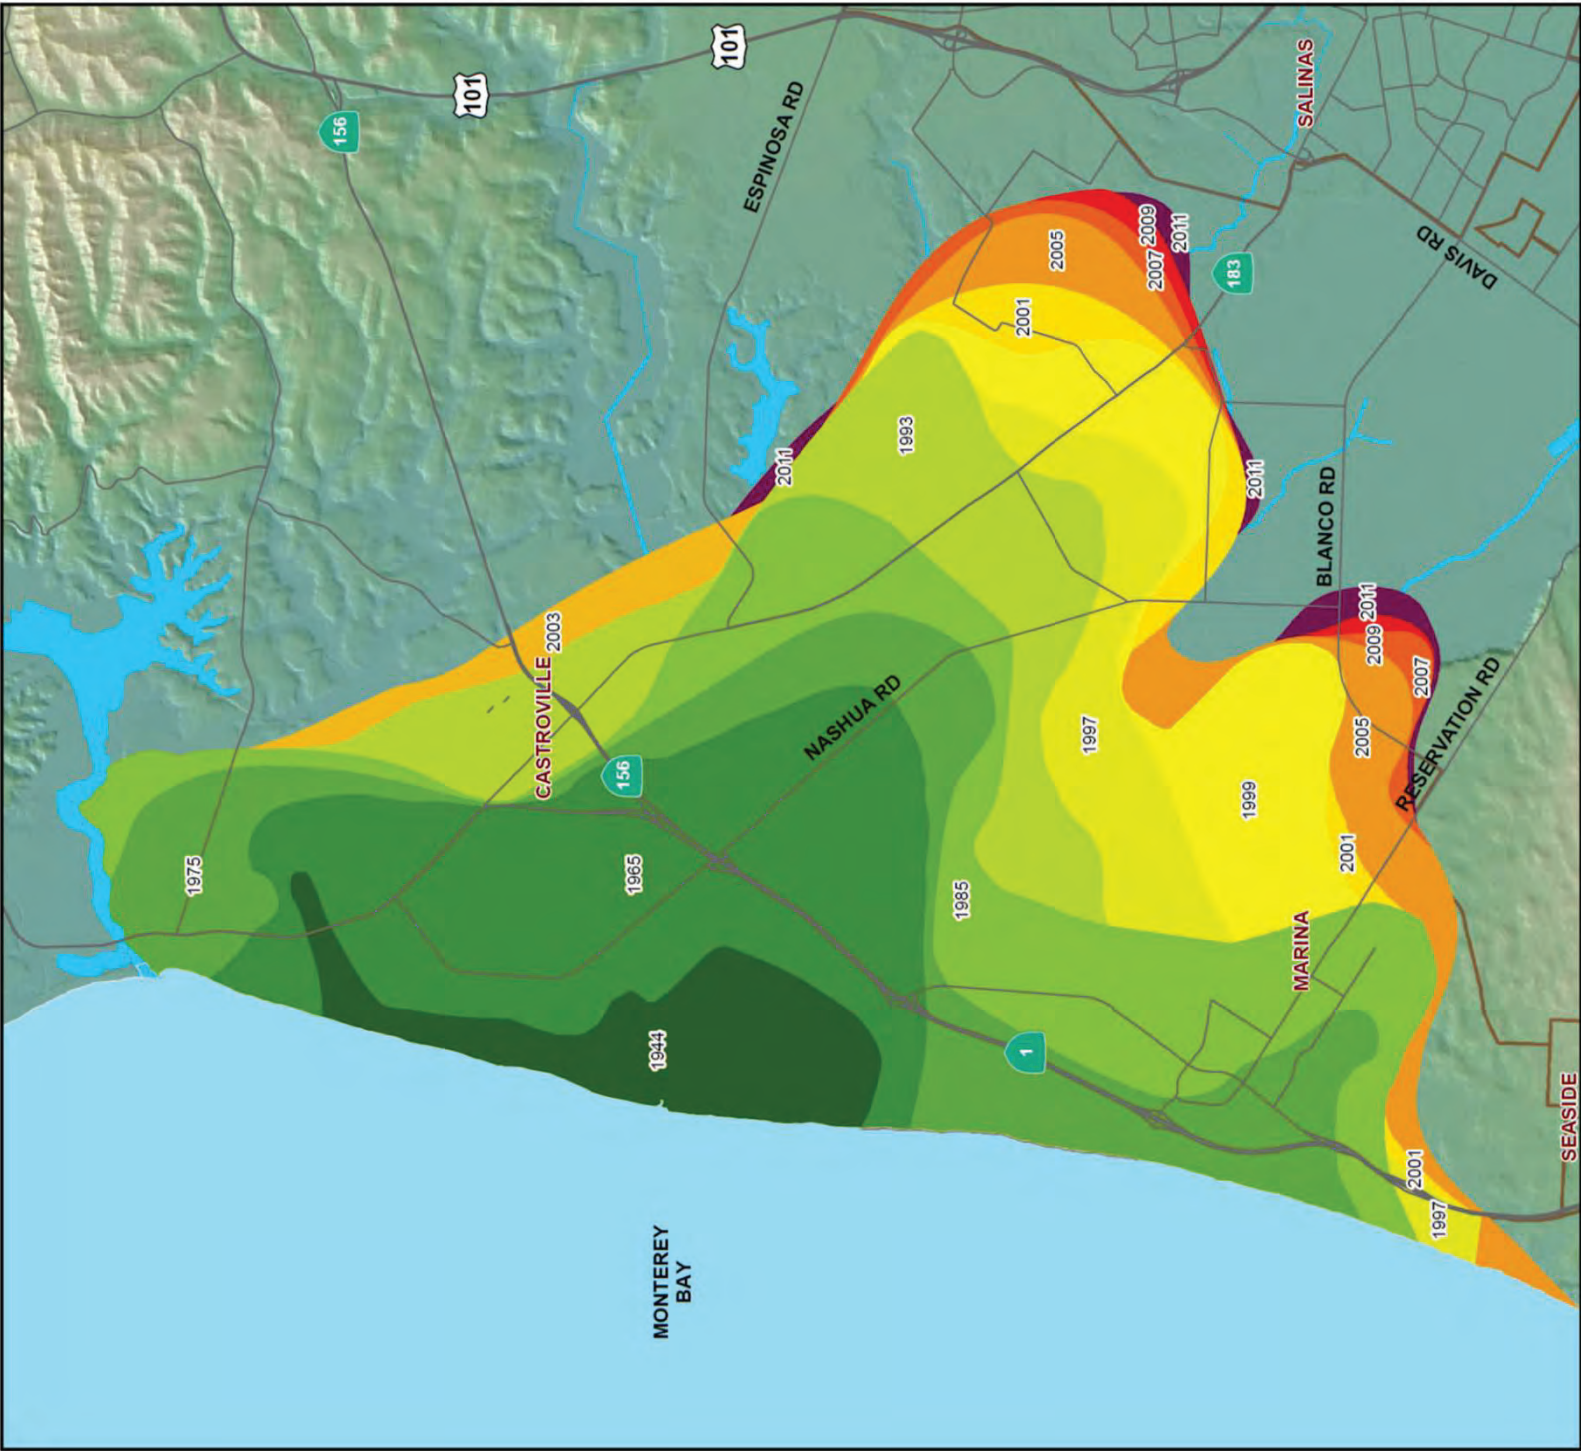 1975
156
101
CASTROVILLE
2003
156
1965
1944
MONTEREY
BAY
101
ESPINOSA RD
2011
NASHUA RD
1993
1985
1
2001
2005
1997
2009
2007
2011
183
1999
2011
MARINA
SALINAS
BLANCO RD
2001
2005
2011
2009
2001
2007
1997
RESERVATION RD
DAVIS RD
SEASIDE